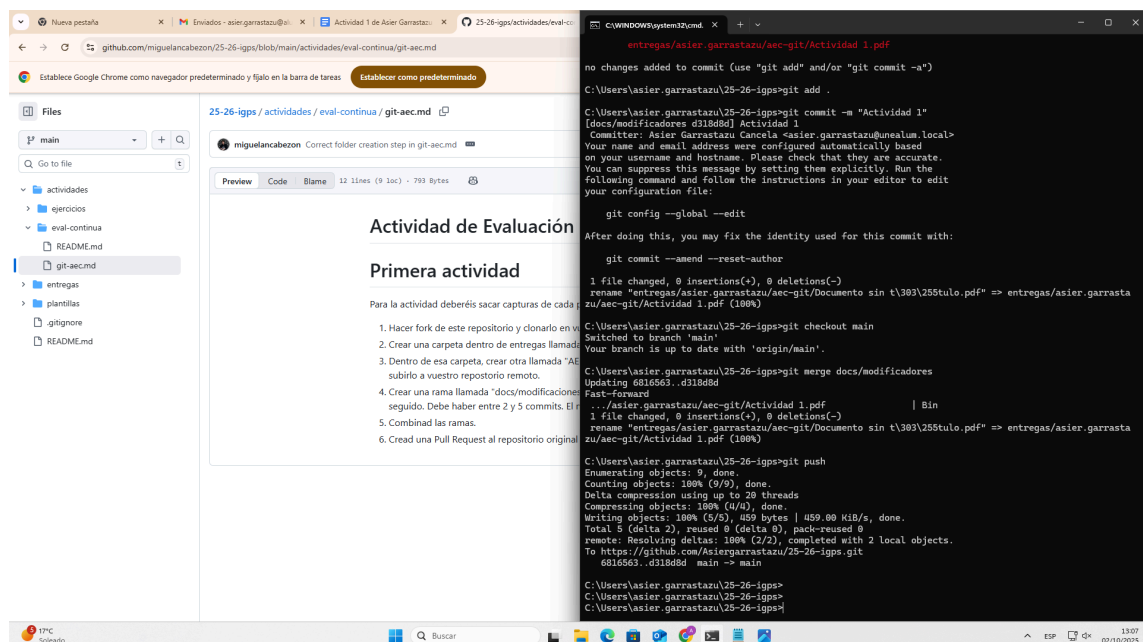 Nueva pestaña
Enviados - asier.garrastazu@al
Actividad 1 de Asier Garrastazu
25-26-igps/actividades/eval-co
github.com/miguelancabezon/25-26-igps/blob/main/actividades/eval-continua/git-aec.md
Establece Google Chrome como navegador predeterminado y fíjalo en la barra de tareas
Establecer como predeterminado
Files
main
Go to file
t
actividades
ejercicios
eval-continua
README.md
git-aec.md
entregas
plantillas
.gitignore
README.md
25-26-igps / actividades / eval-continua / git-aec.md
miguelancabezon Correct folder creation step in git-aec.md
Preview Code Blame 12 lines (9 loc) · 793 Bytes
Actividad de Evaluación
Primera actividad
Para la actividad deberéis sacar capturas de cada
1. Hacer fork de este repositorio y clonarlo en
2. Crear una carpeta dentro de entregas llamada
3. Dentro de esa carpeta, crear otra llamada "AE
subirlo a vuestro repostorio remoto.
4. Crear una rama llamada "docs/modificaciones
seguido. Debe haber entre 2 y 5 commits. El
5. Combinad las ramas.
6. Cread una Pull Request al repositorio original
17°C
Soleado
Buscar
C:\WINDOWS\system32\cmd.
entregas/asier.garrastazu/aec-git/Actividad 1.pdf
no changes added to commit (use "git add" and/or "git commit -a")
C:\Users\asier.garrastazu\25-26-igps>git add .
C:\Users\asier.garrastazu\25-26-igps>git commit -m "Actividad 1"
[docs/modificadores d318d8d] Actividad 1
Committer: Asier Garrastazu Cancela <asier.garrastazu@unealum.local>
Your name and email address were configured automatically based
on your username and hostname. Please check that they are accurate.
You can suppress this message by setting them explicitly. Run the
following command and follow the instructions in your editor to edit
your configuration file:
git config --global --edit
After doing this, you may fix the identity used for this commit with:
git commit --amend --reset-author
1 file changed, 0 insertions(+), 0 deletions(-)
rename "entregas/asier.garrastazu/aec-git/Documento sin t\303\255tulo.pdf" => entregas/asier.garrasta
zu/aec-git/Actividad 1.pdf (100%)
C:\Users\asier.garrastazu\25-26-igps>git checkout main
Switched to branch 'main'
Your branch is up to date with 'origin/main'.
C:\Users\asier.garrastazu\25-26-igps>git merge docs/modificadores
Updating 6816563..d318d8d
Fast-forward
.../asier.garrastazu/aec-git/Actividad 1.pdf | Bin
1 file changed, 0 insertions(+), 0 deletions(-)
rename "entregas/asier.garrastazu/aec-git/Documento sin t\303\255tulo.pdf" => entregas/asier.garrasta
zu/aec-git/Actividad 1.pdf (100%)
C:\Users\asier.garrastazu\25-26-igps>git push
Enumerating objects: 9, done.
Counting objects: 100% (9/9), done.
Delta compression using up to 20 threads
Compressing objects: 100% (4/4), done.
Writing objects: 100% (5/5), 459 bytes | 459.00 KiB/s, done.
Total 5 (delta 2), reused 0 (delta 0), pack-reused 0
remote: Resolving deltas: 100% (2/2), completed with 2 local objects.
To https://github.com/Asiergarrastazu/25-26-igps.git
6816563..d318d8d main -> main
C:\Users\asier.garrastazu\25-26-igps>
C:\Users\asier.garrastazu\25-26-igps>
C:\Users\asier.garrastazu\25-26-igps>
ESP
13:07
02/10/2025